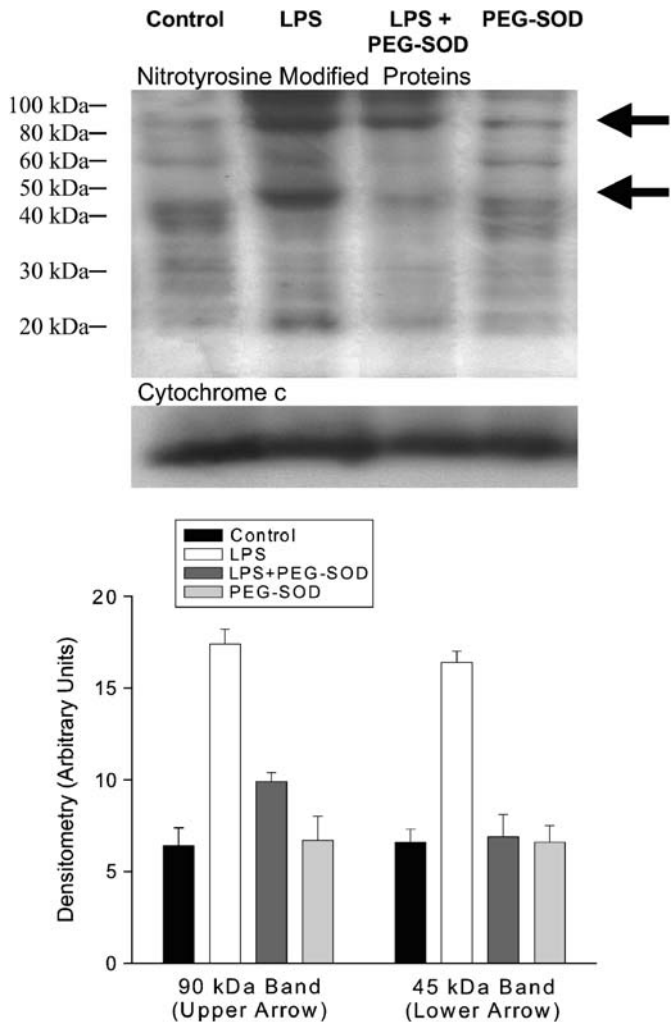 Control LPS LPS + PEG-SOD
PEG-SOD
Nitrotyrosine Modified Proteins
100 kDa
80 kDa
60 kDa
50 kDa
40 kDa
30 kDa
20 kDa
Cytochrome c
Control
LPS
LPS+PEG-SOD
PEG-SOD
Densitometry (Arbitrary Units)
20
15
10
5
0
90 kDa Band 45 kDa Band
(Upper Arrow) (Lower Arrow)